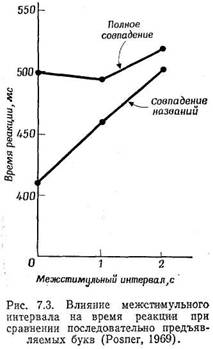 Полное
совпадение
500
Совпадение
названий
450
400
0
1
2
Время реакции, мс
Межстимульный интервал, с
Рис. 7.3. Влияние межстимульного
интервала на время реакции при
сравнении последовательно предъяв-
ляемых букв (Posner, 1969).